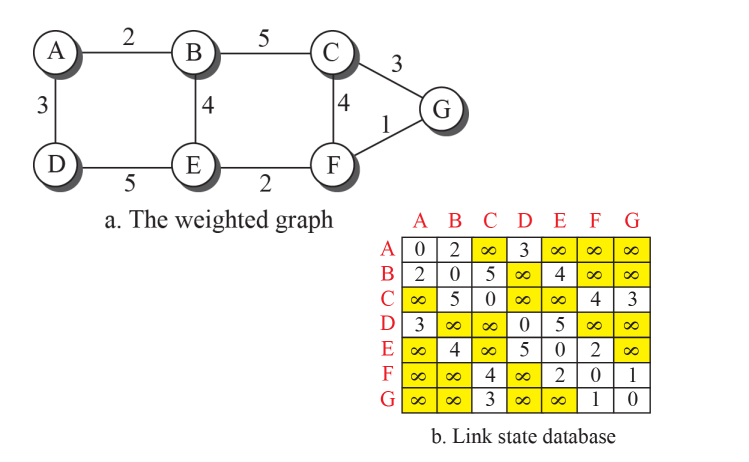 2 5
A B C 3
3 4 4 G
1
D E F
5 2
a. The weighted graph
A B C D E F G
A 0 2 ∞ 3 ∞ ∞ ∞
B 2 0 5 ∞ 4 ∞ ∞
C ∞ 5 0 ∞ ∞ 4 3
D 3 ∞ ∞ 0 5 ∞ ∞
E ∞ 4 ∞ 5 0 2 ∞
F ∞ ∞ 4 ∞ 2 0 1
G ∞ ∞ 3 ∞ ∞ 1 0
b. Link state database